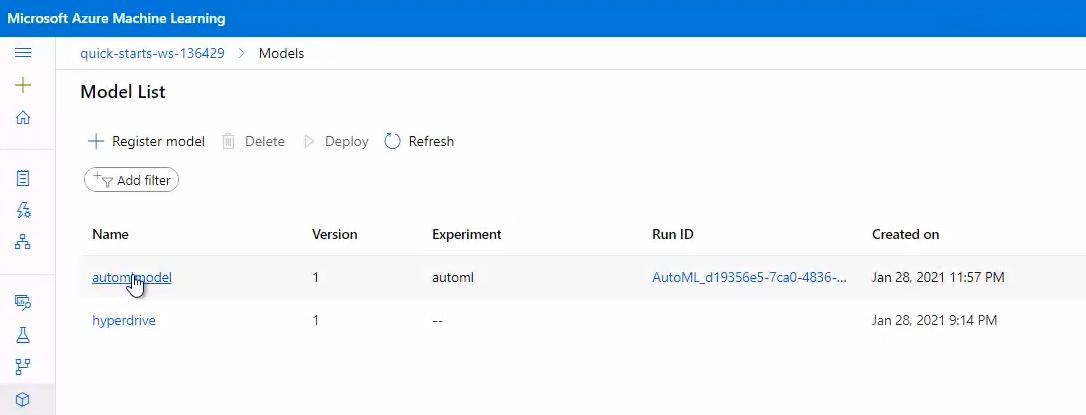 Microsoft Azure Machine Learning
quick-starts-ws-136429 > Models
Model List
Register model Delete Deploy Refresh
Add filter
Name Version Experiment Run ID Created on
automlmodel 1 automl AutoML_d19356e5-7ca0-4836-... Jan 28, 2021 11:57 PM
hyperdrive 1 -- Jan 28, 2021 9:14 PM